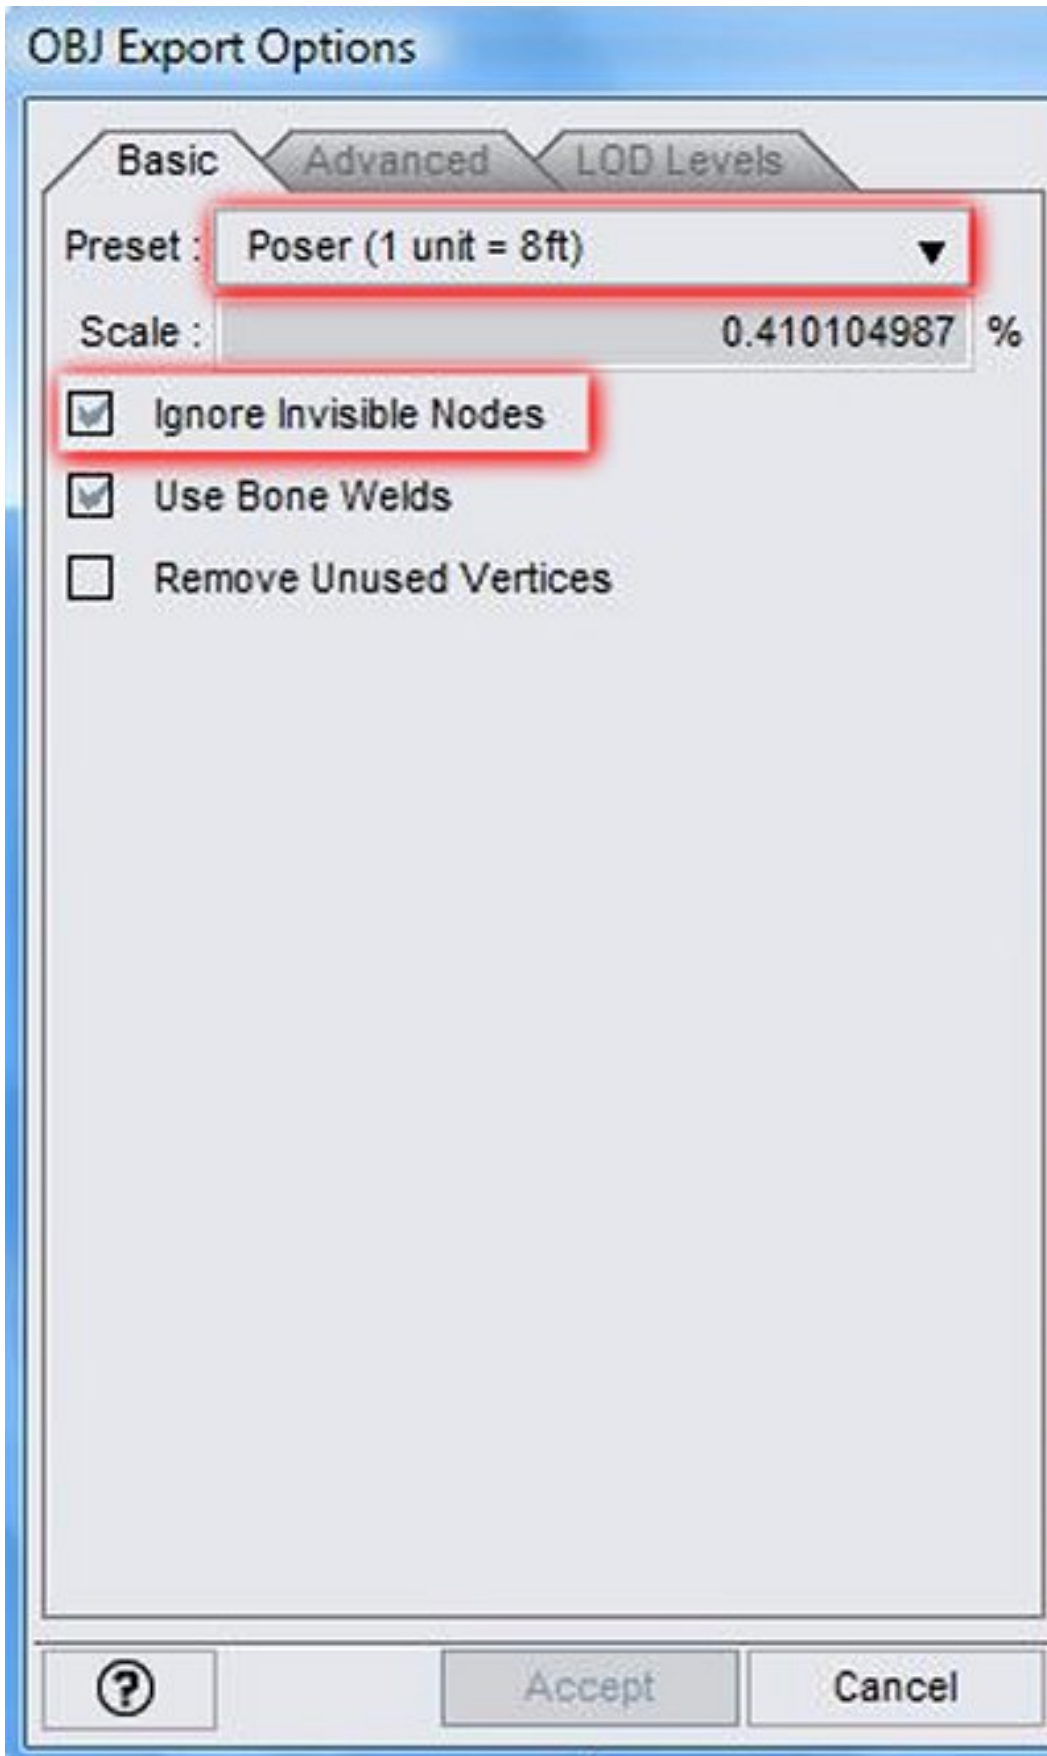 OBJ Export Options
Basic Advanced LOD Levels
Preset : Poser (1 unit = 8ft)
Scale : 0.410104987 %
Ignore Invisible Nodes
Use Bone Welds
Remove Unused Vertices
? Accept Cancel